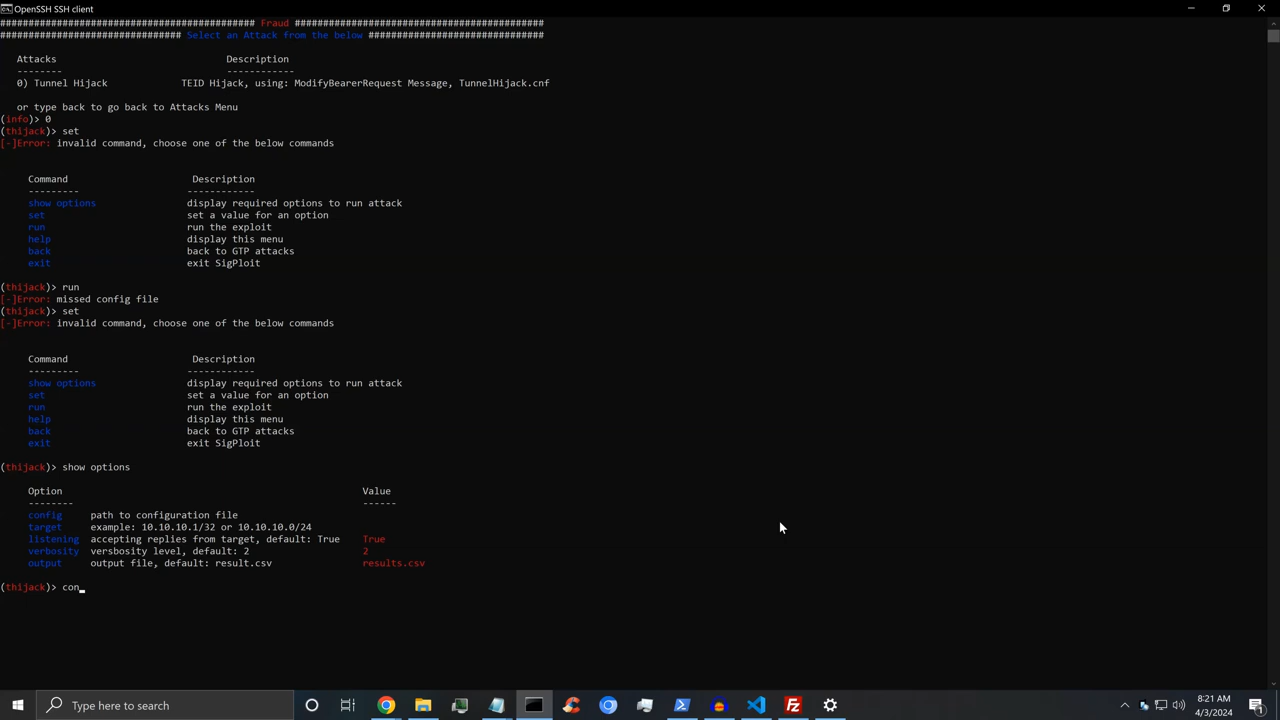 OpenSSH SSH client
############################################ Fraud ############################################
################################ Select an Attack from the below ###############################
Attacks Description
-------- ------------
0) Tunnel Hijack TEID Hijack, using: ModifyBearerRequest Message, TunnelHijack.cnf
or type back to go back to Attacks Menu
(info)> 0
(thijack)> set
[-]Error: invalid command, choose one of the below commands
Command Description
--------- ------------
show options display required options to run attack
set set a value for an option
run run the exploit
help display this menu
back back to GTP attacks
exit exit SigPloit
(thijack)> run
[-]Error: missed config file
(thijack)> set
[-]Error: invalid command, choose one of the below commands
Command Description
--------- ------------
show options display required options to run attack
set set a value for an option
run run the exploit
help display this menu
back back to GTP attacks
exit exit SigPloit
(thijack)> show options
Option Value
-------- ------
config path to configuration file
target example: 10.10.10.1/32 or 10.10.10.0/24
listening accepting replies from target, default: True True
verbosity versbosity level, default: 2 2
output output file, default: result.csv results.csv
(thijack)> con_
Type here to search
8:21 AM
4/3/2024